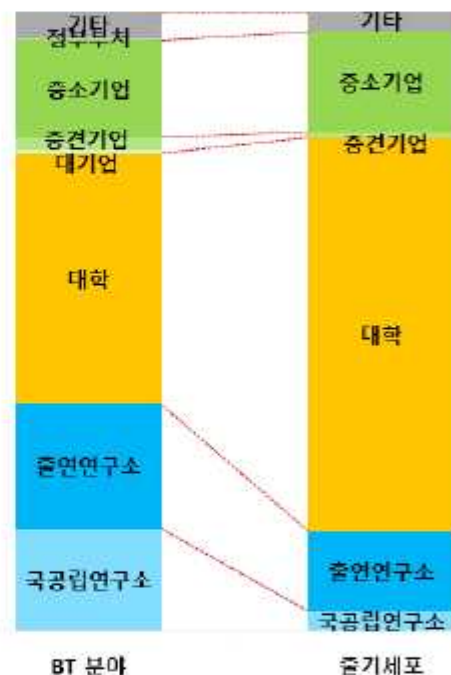 기타
정부부처
중소기업
중견기업
대기업
대학
출연연구소
국공립연구소
BT 분야
기타
중소기업
중견기업
대학
출연연구소
국공립연구소
줄기세포